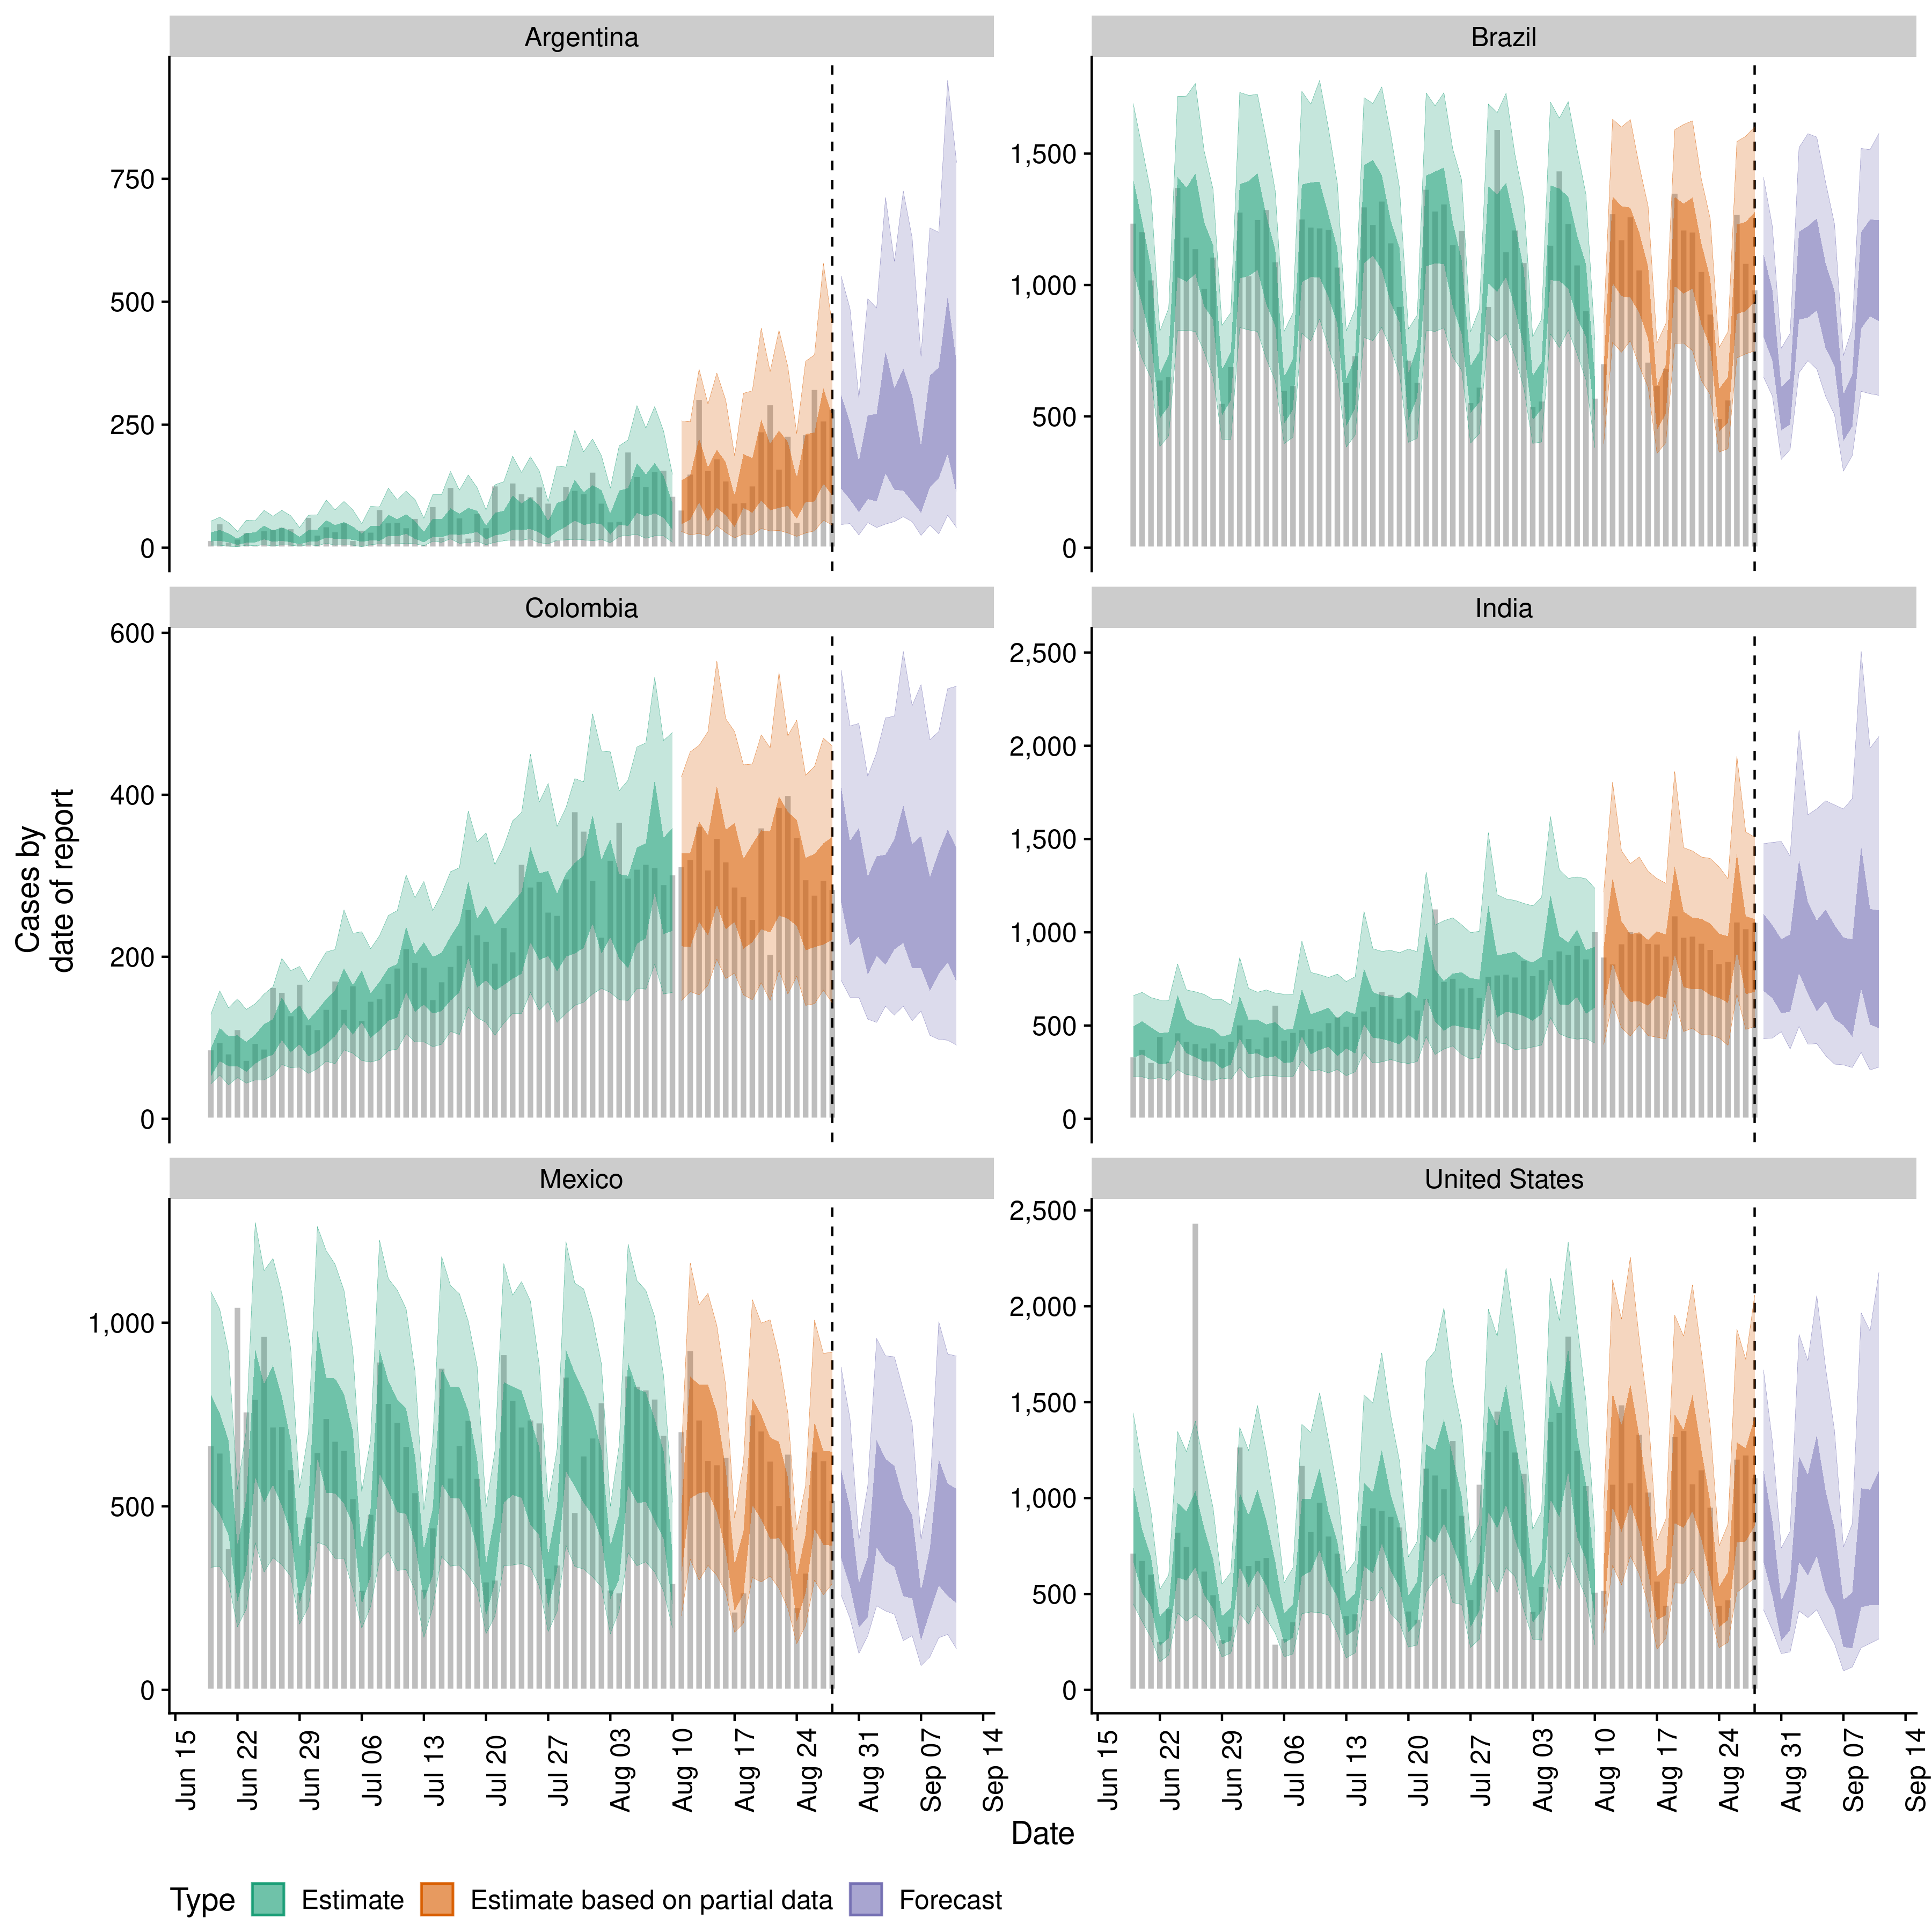 Argentina
Brazil
750
500
250
0
1,500
1,000
500
0
Colombia
India
600
400
200
0
2,500
2,000
1,500
1,000
500
0
Cases by
date of report
Mexico
United States
1,000
500
0
2,500
2,000
1,500
1,000
500
0
Jun 15
Jun 22
Jun 29
Jul 06
Jul 13
Jul 20
Jul 27
Aug 03
Aug 10
Aug 17
Aug 24
Aug 31
Sep 07
Sep 14
Jun 15
Jun 22
Jun 29
Jul 06
Jul 13
Jul 20
Jul 27
Aug 03
Aug 10
Aug 17
Aug 24
Aug 31
Sep 07
Sep 14
Date
Type Estimate Estimate based on partial data Forecast